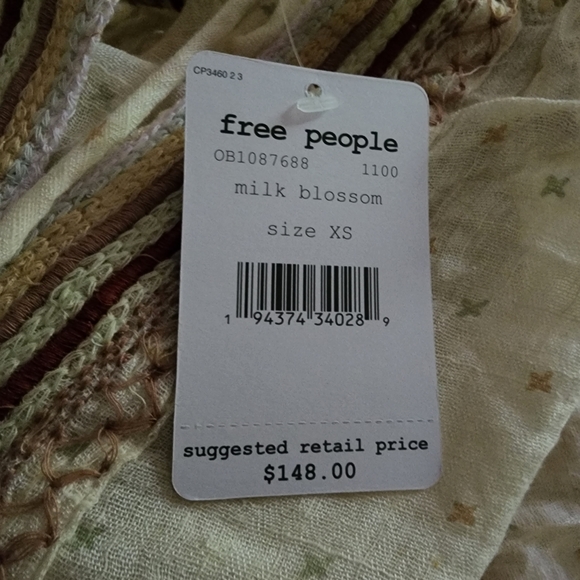 CP3460 2 3
free people
OB1087688 1100
milk blossom
size XS
1 94374 34028 9
suggested retail price
$148.00